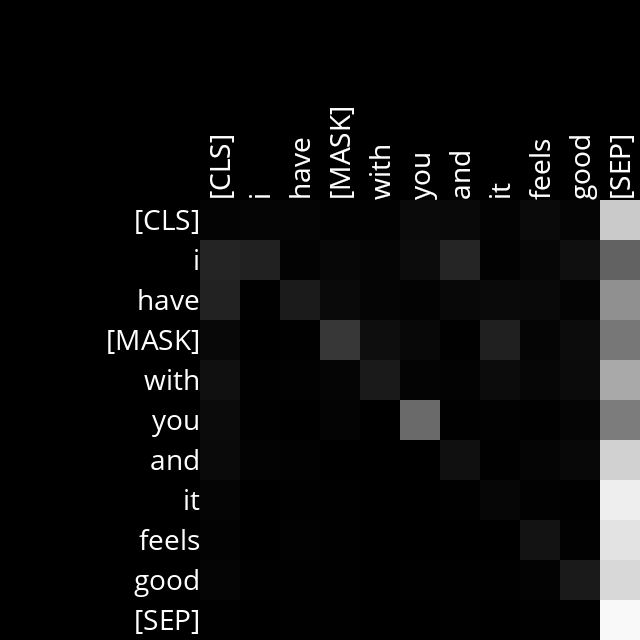 [CLS] i have [MASK] with you and it feels good [SEP]
[CLS]
i
have
[MASK]
with
you
and
it
feels
good
[SEP]